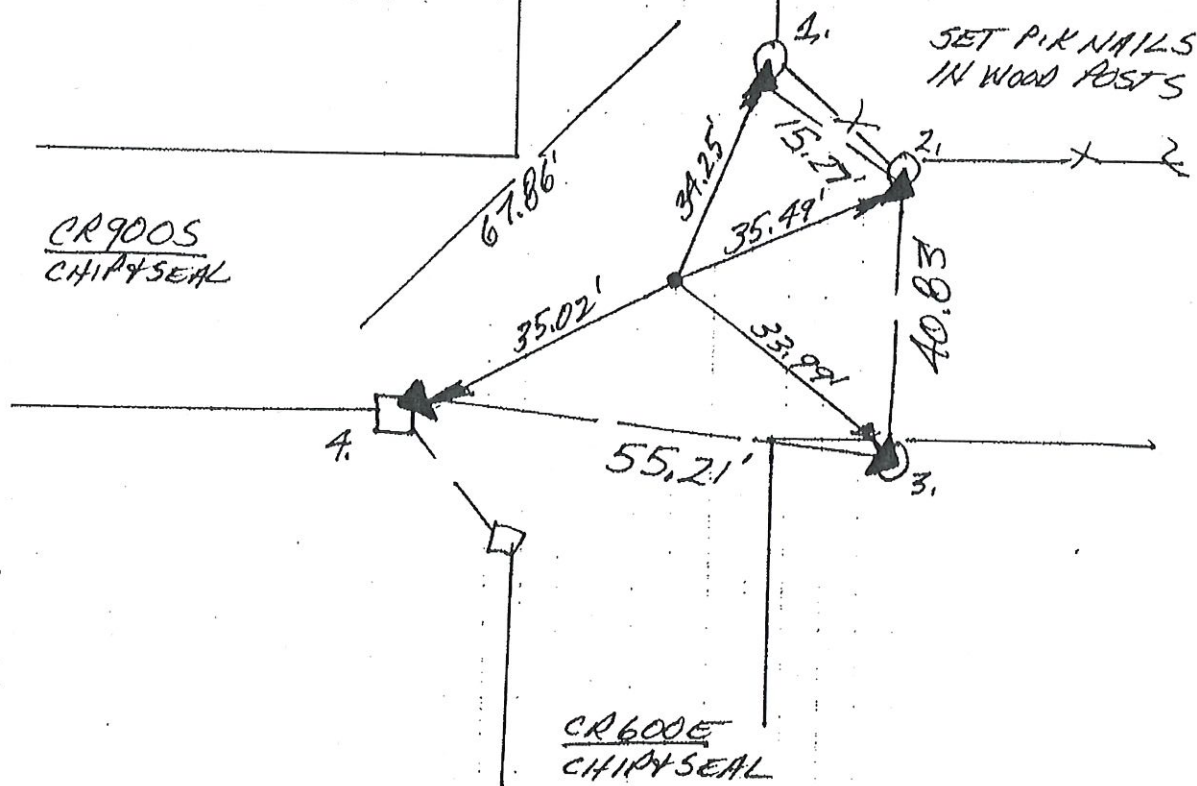 1.
SET P.K NAILS
IN WOOD POSTS
15.27'
2.
34.25'
67.86'
35.49'
CR900S
CHIP&SEAL
40.83'
35.02'
33.99'
4.
55.21'
3.
CR600E
CHIP&SEAL